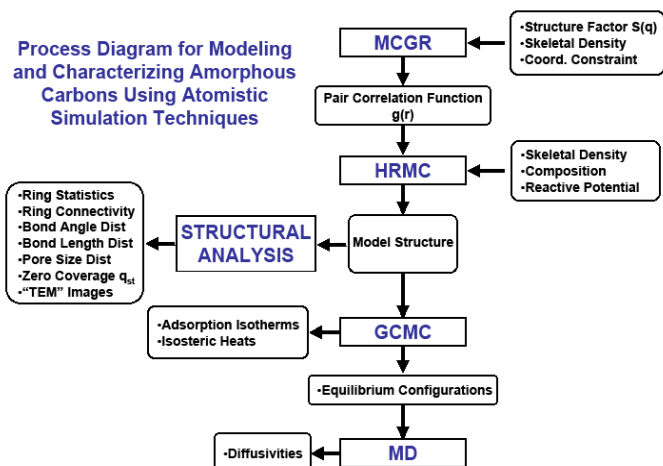 Process Diagram for Modeling
and Characterizing Amorphous
Carbons Using Atomistic
Simulation Techniques
MCGR
•Structure Factor S(q)
•Skeletal Density
•Coord. Constraint
Pair Correlation Function
g(r)
HRMC
•Skeletal Density
•Composition
•Reactive Potential
•Ring Statistics
•Ring Connectivity
•Bond Angle Dist
•Bond Length Dist
•Pore Size Dist
•Zero Coverage qst
•“TEM” Images
STRUCTURAL
ANALYSIS
Model Structure
•Adsorption Isotherms
•Isosteric Heats
GCMC
•Equilibrium Configurations
•Diffusivities
MD